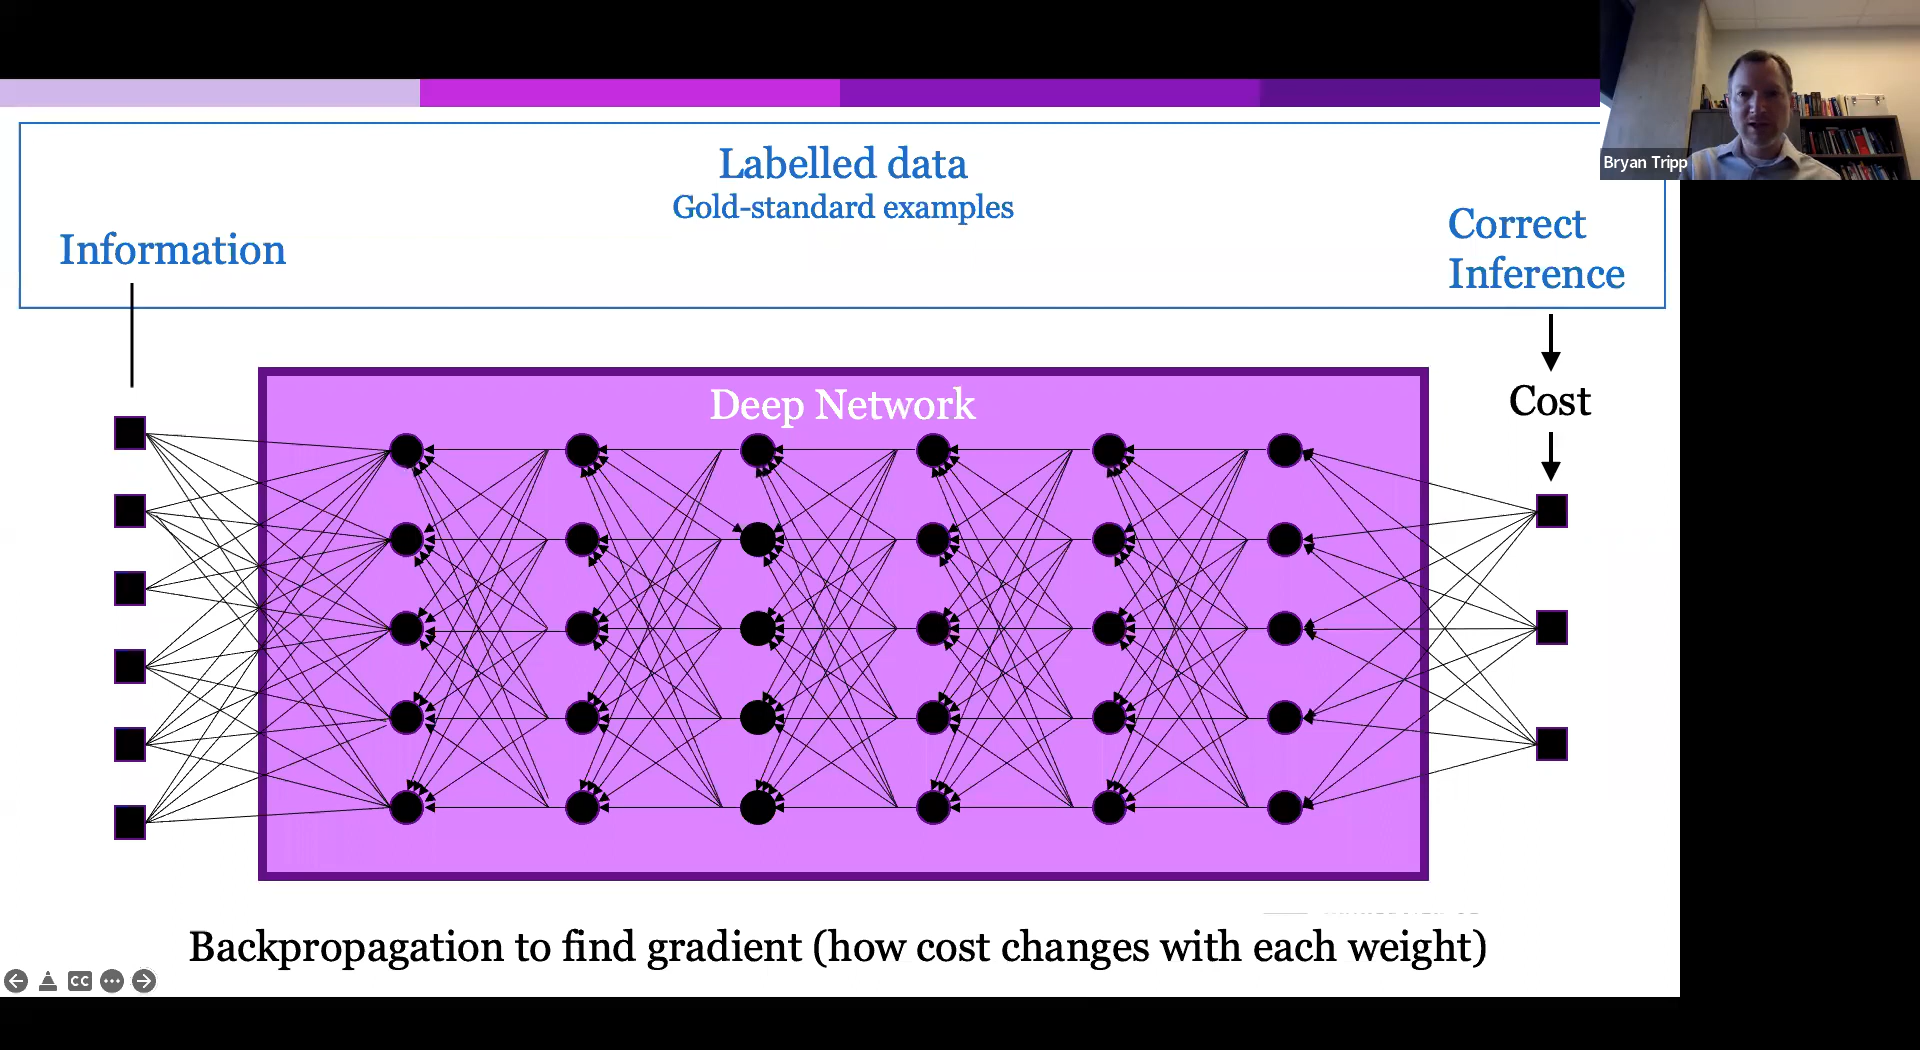 Labelled data
Gold-standard examples
Information
Correct
Inference
Bryan Tripp
Cost
Deep Network
Backpropagation to find gradient (how cost changes with each weight)
CC